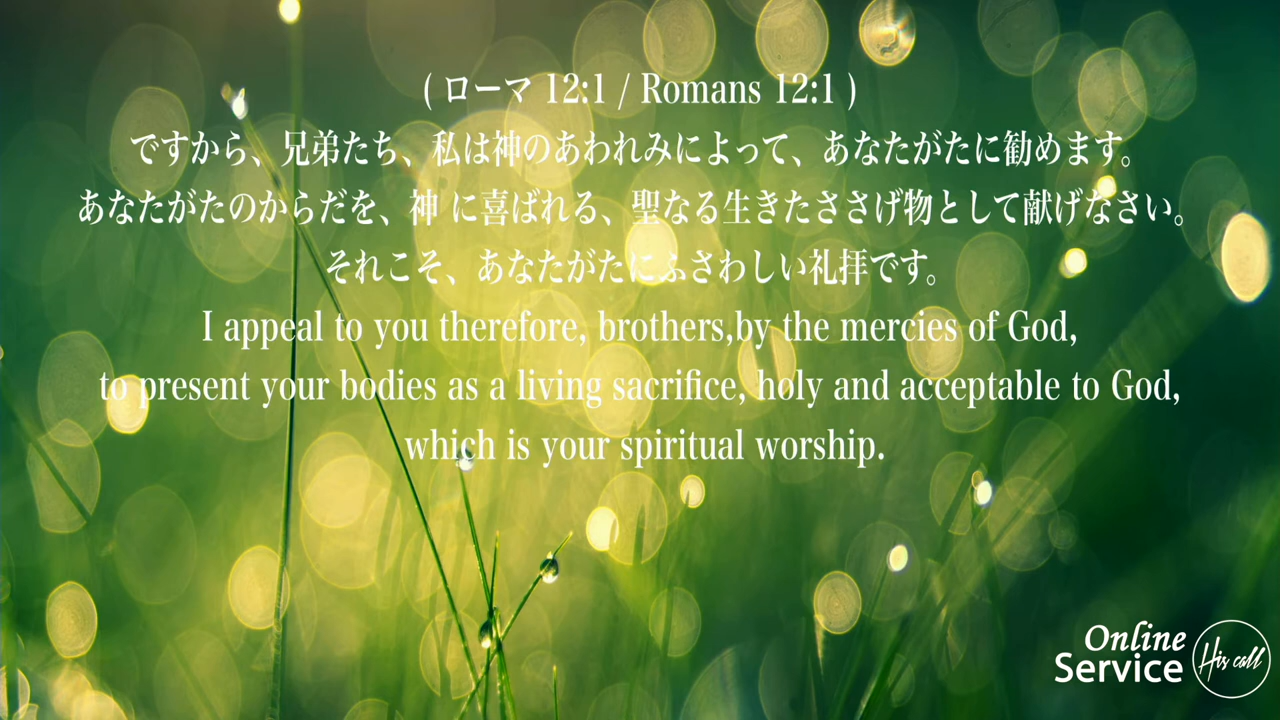 ( ローマ 12:1 / Romans 12:1 )
ですから、兄弟たち、私は神のあわれみによって、あなたがたに勧めます。
あなたがたのからだを、神 に喜ばれる、聖なる生きたささげ物として献げなさい。
それこそ、あなたがたにふさわしい礼拝です。
I appeal to you therefore, brothers,by the mercies of God,
to present your bodies as a living sacrifice, holy and acceptable to God,
which is your spiritual worship.
Online
Service
His call